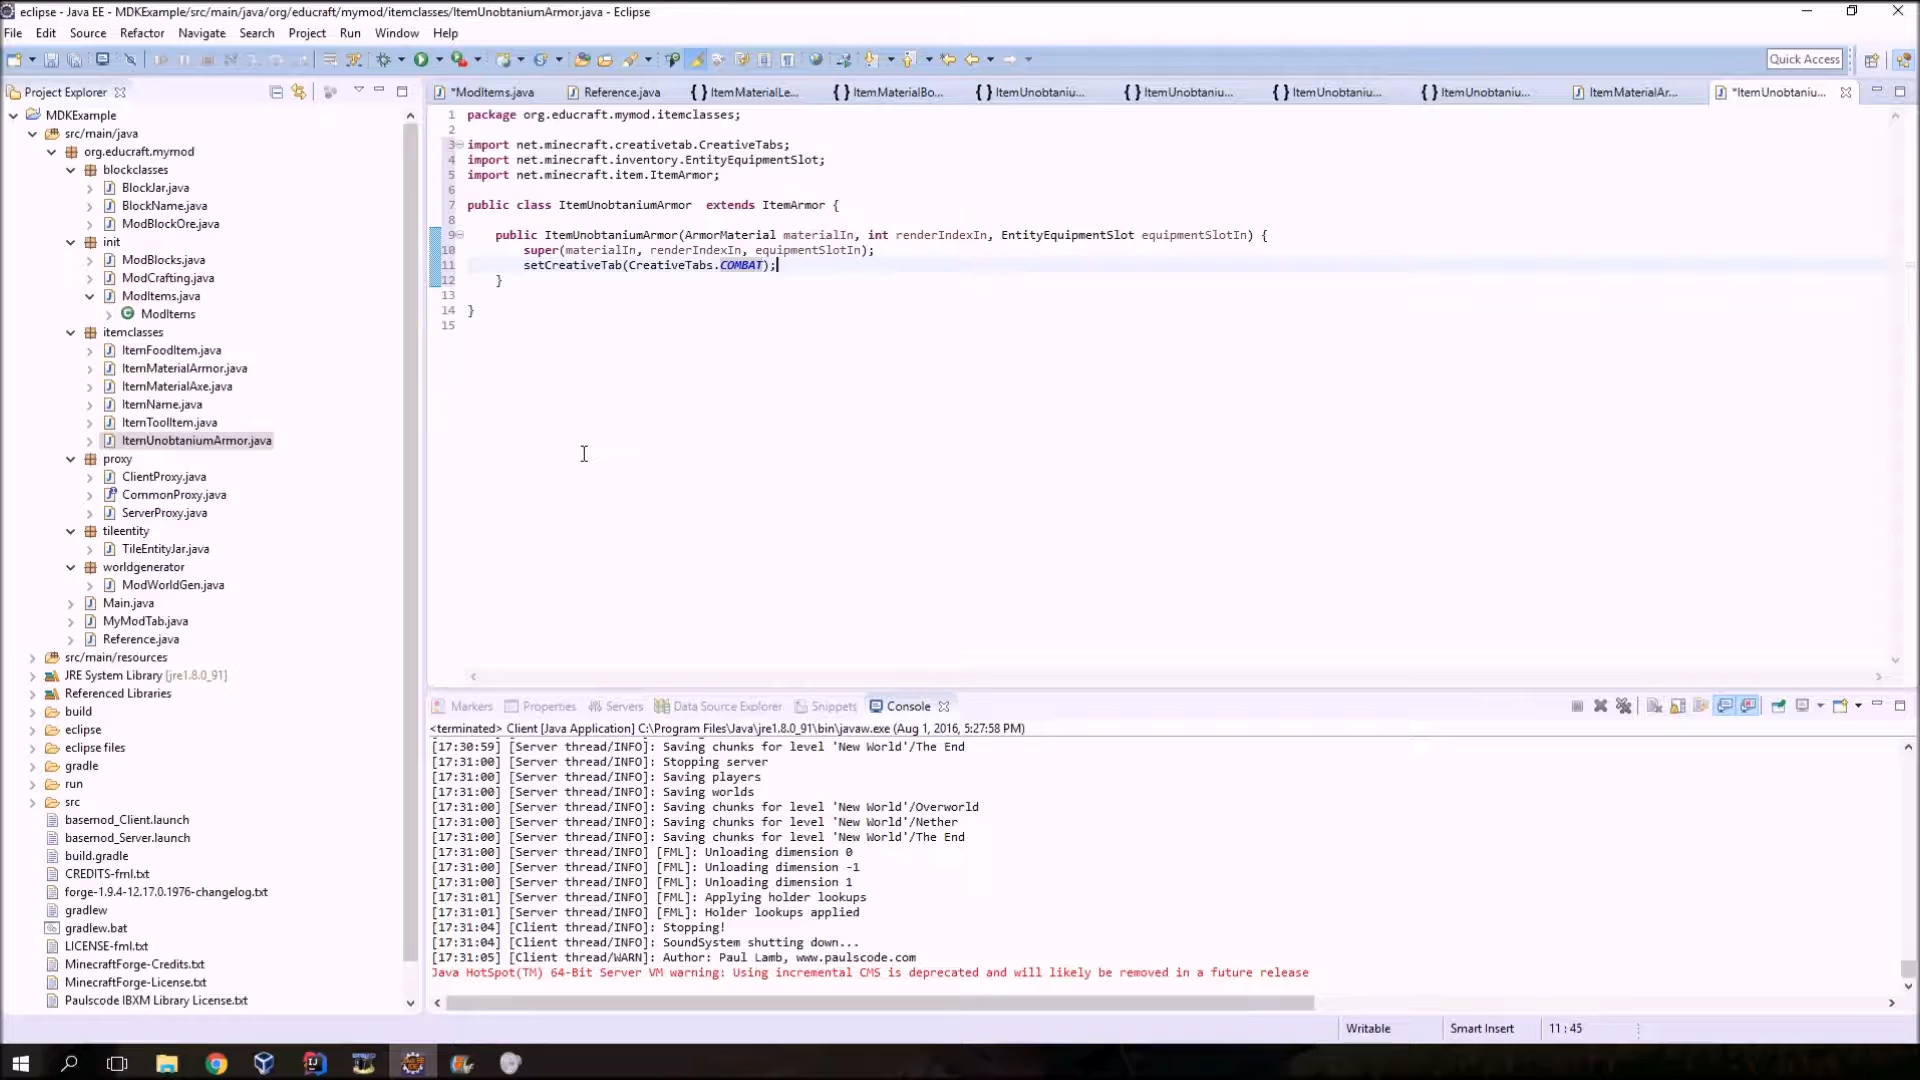 eclipse - Java EE - MDKExample/src/main/java/org/educraft/mymod/itemclasses/ItemUnobtaniumArmor.java - Eclipse
File Edit Source Refactor Navigate Search Project Run Window Help
Quick Access
Project Explorer
*ModItems.java Reference.java ItemMaterialLe... ItemMaterialBo... ItemUnobtaniu... ItemUnobtaniu... ItemUnobtaniu... ItemUnobtaniu... ItemMaterialAr... *ItemUnobtaniu...
MDKExample
src/main/java
org.educraft.mymod
blockclasses
BlockJar.java
BlockName.java
ModBlockOre.java
init
ModBlocks.java
ModCrafting.java
ModItems.java
ModItems
itemclasses
ItemFoodItem.java
ItemMaterialArmor.java
ItemMaterialAxe.java
ItemName.java
ItemToolItem.java
ItemUnobtaniumArmor.java
proxy
ClientProxy.java
CommonProxy.java
ServerProxy.java
tileentity
TileEntityJar.java
worldgenerator
ModWorldGen.java
Main.java
MyModTab.java
Reference.java
src/main/resources
JRE System Library [jre1.8.0_91]
Referenced Libraries
build
eclipse
eclipse files
gradle
run
src
basemod_Client.launch
basemod_Server.launch
build.gradle
CREDITS-fml.txt
forge-1.9.4-12.17.0.1976-changelog.txt
gradlew
gradlew.bat
LICENSE-fml.txt
MinecraftForge-Credits.txt
MinecraftForge-License.txt
Paulscode IBXM Library License.txt
1 package org.educraft.mymod.itemclasses;
2
3 import net.minecraft.creativetab.CreativeTabs;
4 import net.minecraft.inventory.EntityEquipmentSlot;
5 import net.minecraft.item.ItemArmor;
6
7 public class ItemUnobtaniumArmor extends ItemArmor {
8
9 public ItemUnobtaniumArmor(ArmorMaterial materialIn, int renderIndexIn, EntityEquipmentSlot equipmentSlotIn) {
10 super(materialIn, renderIndexIn, equipmentSlotIn);
11 setCreativeTab(CreativeTabs.COMBAT);
12 }
13
14 }
15
Markers Properties Servers Data Source Explorer Snippets Console
<terminated> Client [Java Application] C:\Program Files\Java\jre1.8.0_91\bin\javaw.exe (Aug 1, 2016, 5:27:58 PM)
[17:30:59] [Server thread/INFO]: Saving chunks for level 'New World'/The End
[17:31:00] [Server thread/INFO]: Stopping server
[17:31:00] [Server thread/INFO]: Saving players
[17:31:00] [Server thread/INFO]: Saving worlds
[17:31:00] [Server thread/INFO]: Saving chunks for level 'New World'/Overworld
[17:31:00] [Server thread/INFO]: Saving chunks for level 'New World'/Nether
[17:31:00] [Server thread/INFO]: Saving chunks for level 'New World'/The End
[17:31:00] [Server thread/INFO] [FML]: Unloading dimension 0
[17:31:00] [Server thread/INFO] [FML]: Unloading dimension -1
[17:31:00] [Server thread/INFO] [FML]: Unloading dimension 1
[17:31:01] [Server thread/INFO] [FML]: Applying holder lookups
[17:31:01] [Server thread/INFO] [FML]: Holder lookups applied
[17:31:04] [Client thread/INFO]: Stopping!
[17:31:04] [Client thread/INFO]: SoundSystem shutting down...
[17:31:05] [Client thread/WARN]: Author: Paul Lamb, www.paulscode.com
Java HotSpot(TM) 64-Bit Server VM warning: Using incremental CMS is deprecated and will likely be removed in a future release
Writable Smart Insert 11 : 45